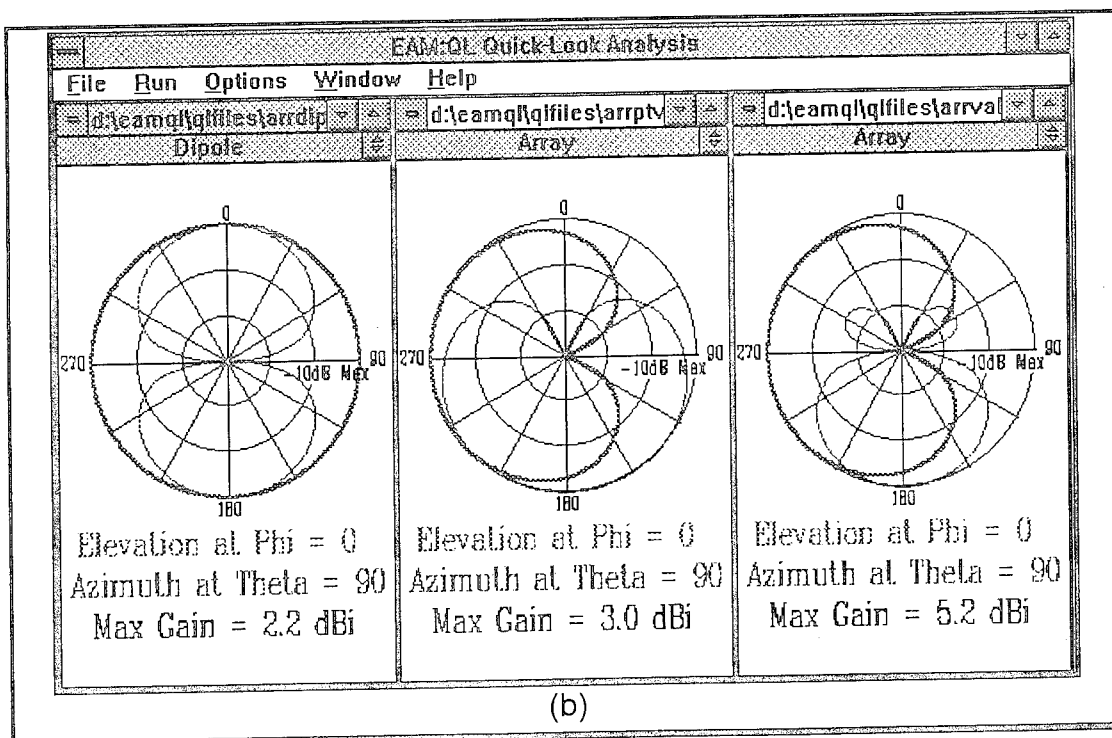 EAM:QL Quick-Look Analysis
File Run Options Window Help
d:\eamql\qlfiles\arrdip
Dipole
0
270
90
-10dB Max
180
Elevation at Phi = 0
Azimuth at Theta = 90
Max Gain = 2.2 dBi
d:\eamql\qlfiles\arrptv
Array
0
270
90
-10dB Max
180
Elevation at Phi = 0
Azimuth at Theta = 90
Max Gain = 3.0 dBi
d:\eamql\qlfiles\arrval
Array
0
270
90
-10dB Max
180
Elevation at Phi = 0
Azimuth at Theta = 90
Max Gain = 5.2 dBi
(b)